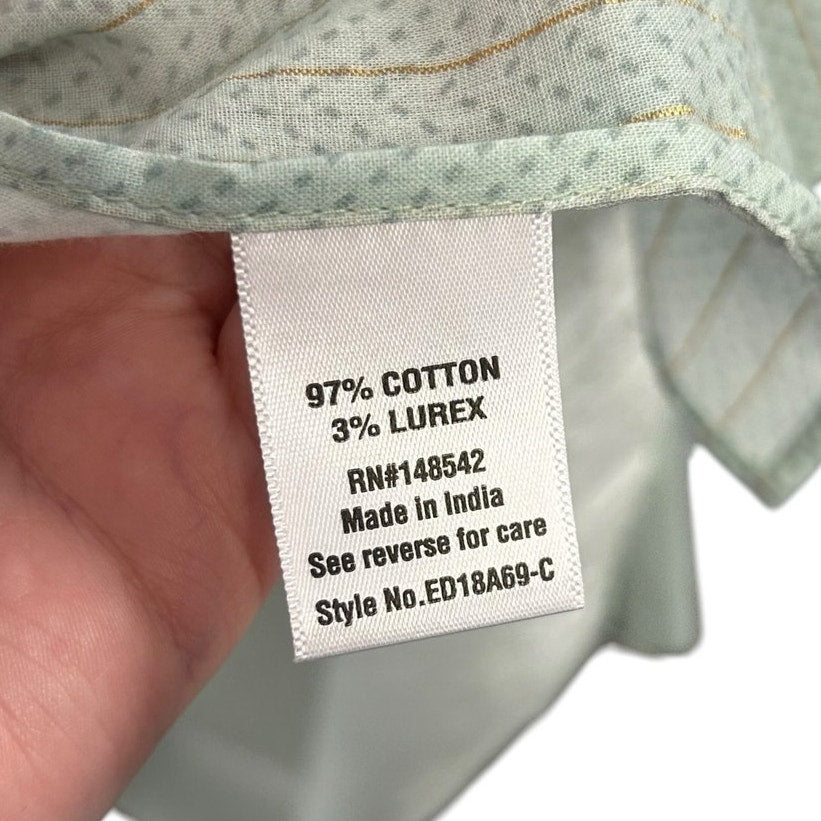 97% COTTON
3% LUREX
RN#148542
Made in India
See reverse for care
Style No.ED18A69-C